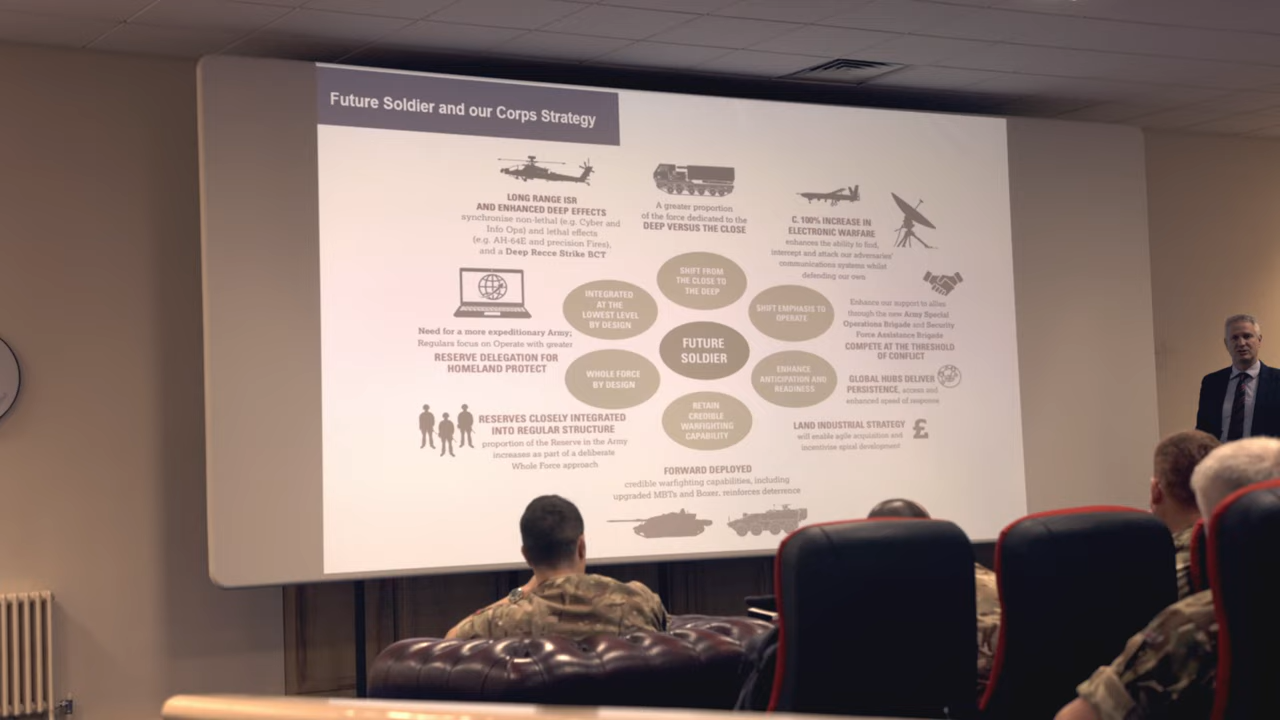 Future Soldier and our Corps Strategy
LONG RANGE ISR
AND ENHANCED DEEP EFFECTS
synchronise non-lethal (e.g. Cyber and
Info Ops) and lethal effects
(e.g. AH-64E and precision Fires),
and a Deep Recce Strike BCT
A greater proportion
of the force dedicated to the
DEEP VERSUS THE CLOSE
C. 100% INCREASE IN
ELECTRONIC WARFARE
enhances the ability to find,
intercept and attack our adversaries'
communications systems whilst
defending our own
SHIFT FROM
THE CLOSE TO
THE DEEP
INTEGRATED
AT THE
LOWEST LEVEL
BY DESIGN
SHIFT EMPHASIS TO
OPERATE
Enhance our support to allies
through the new Army Special
Operations Brigade and Security
Force Assistance Brigade
COMPETE AT THE THRESHOLD
OF CONFLICT
Need for a more expeditionary Army;
Regulars focus on Operate with greater
RESERVE DELEGATION FOR
HOMELAND PROTECT
FUTURE
SOLDIER
WHOLE FORCE
BY DESIGN
ENHANCE
ANTICIPATION AND
READINESS
GLOBAL HUBS DELIVER
PERSISTENCE, access and
enhanced speed of response
RETAIN
CREDIBLE
WARFIGHTING
CAPABILITY
RESERVES CLOSELY INTEGRATED
INTO REGULAR STRUCTURE
proportion of the Reserve in the Army
increases as part of a deliberate
Whole Force approach
LAND INDUSTRIAL STRATEGY
will enable agile acquisition and
incentivise spiral development
£
FORWARD DEPLOYED
credible warfighting capabilities, including
upgraded MBTs and Boxer, reinforces deterrence